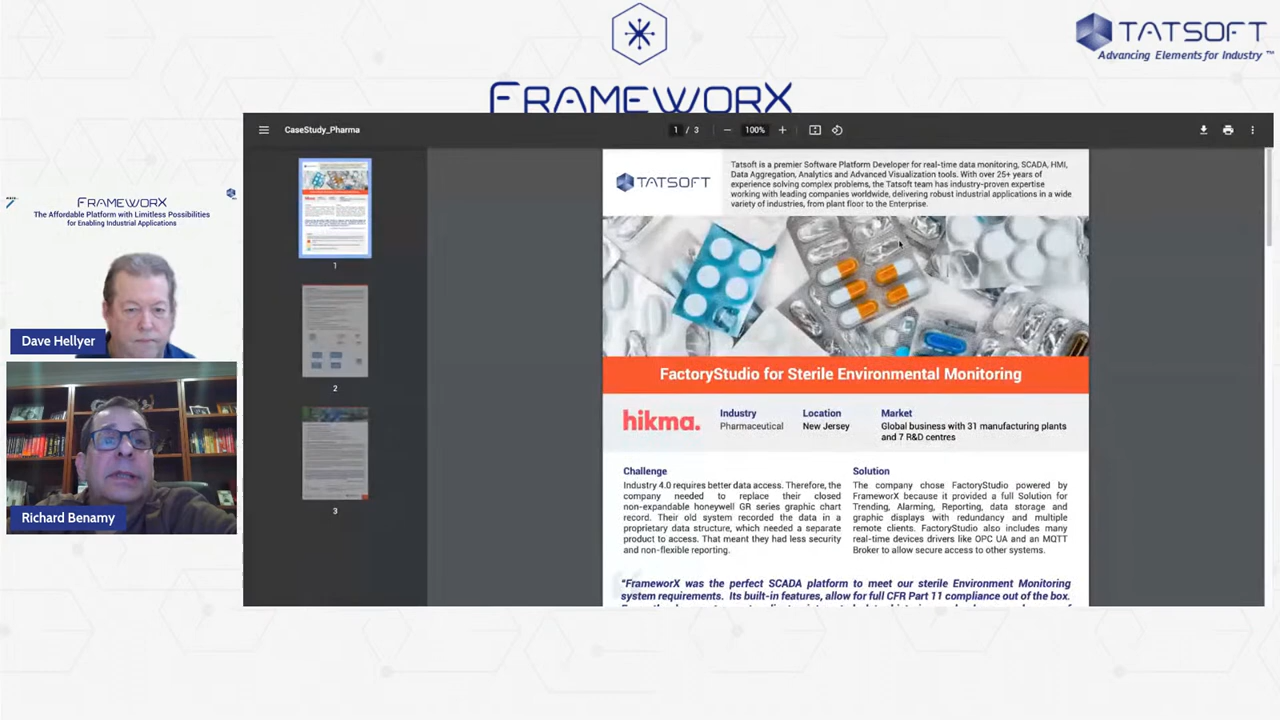 TATSOFT
Advancing Elements for Industry ™
FRAMEWORX
CaseStudy_Pharma
1 / 3
100%
FRAMEWORX
The Affordable Platform with Limitless Possibilities
for Enabling Industrial Applications
Dave Hellyer
Richard Benamy
1
2
3
TATSOFT
Tatsoft is a premier Software Platform Developer for real-time data monitoring, SCADA, HMI,
Data Aggregation, Analytics and Advanced Visualization tools. With over 25+ years of
experience solving complex problems, the Tatsoft team has industry-proven expertise
working with leading companies worldwide, delivering robust industrial applications in a wide
variety of industries, from plant floor to the Enterprise.
FactoryStudio for Sterile Environmental Monitoring
hikma.
Industry
Pharmaceutical
Location
New Jersey
Market
Global business with 31 manufacturing plants
and 7 R&D centres
Challenge
Industry 4.0 requires better data access. Therefore, the
company needed to replace their closed
non-expandable honeywell GR series graphic chart
record. Their old system recorded the data in a
proprietary data structure, which needed a separate
product to access. That meant they had less security
and non-flexible reporting.
Solution
The company chose FactoryStudio powered by
FrameworX because it provided a full Solution for
Trending, Alarming, Reporting, data storage and
graphic displays with redundancy and multiple
remote clients. FactoryStudio also includes many
real-time devices drivers like OPC UA and an MQTT
Broker to allow secure access to other systems.
"FrameworX was the perfect SCADA platform to meet our sterile Environment Monitoring
system requirements. Its built-in features, allow for full CFR Part 11 compliance out of the box.